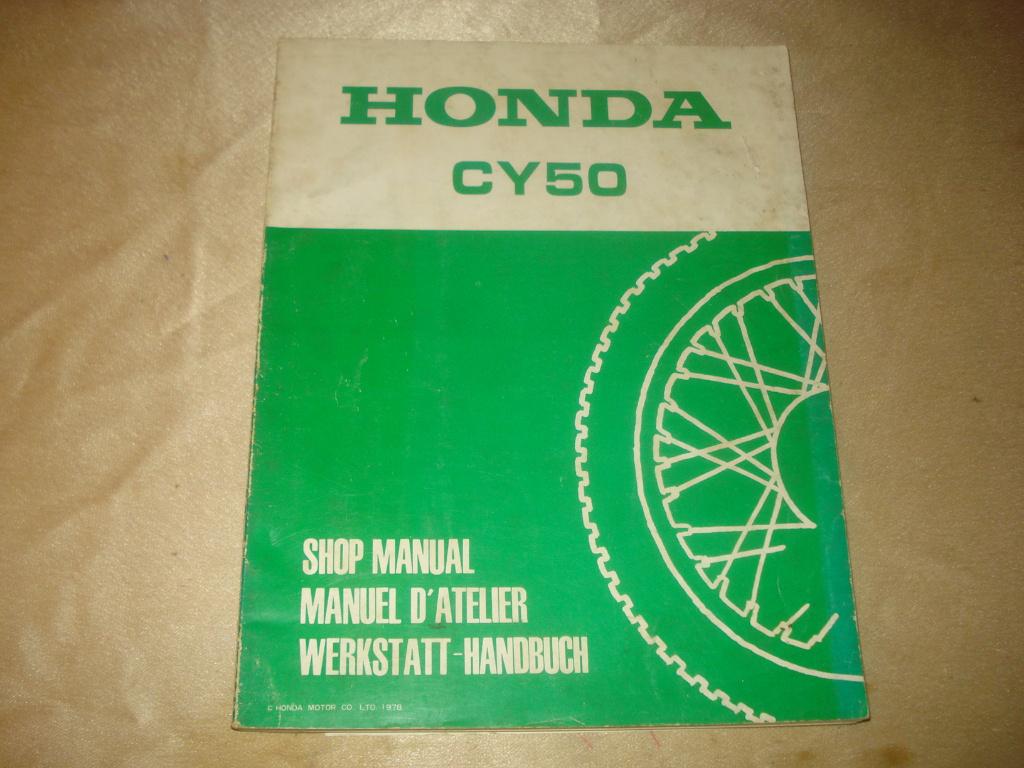 HONDA
CY50
SHOP MANUAL
MANUEL D'ATELIER
WERKSTATT-HANDBUCH
© HONDA MOTOR CO. LTD. 1978